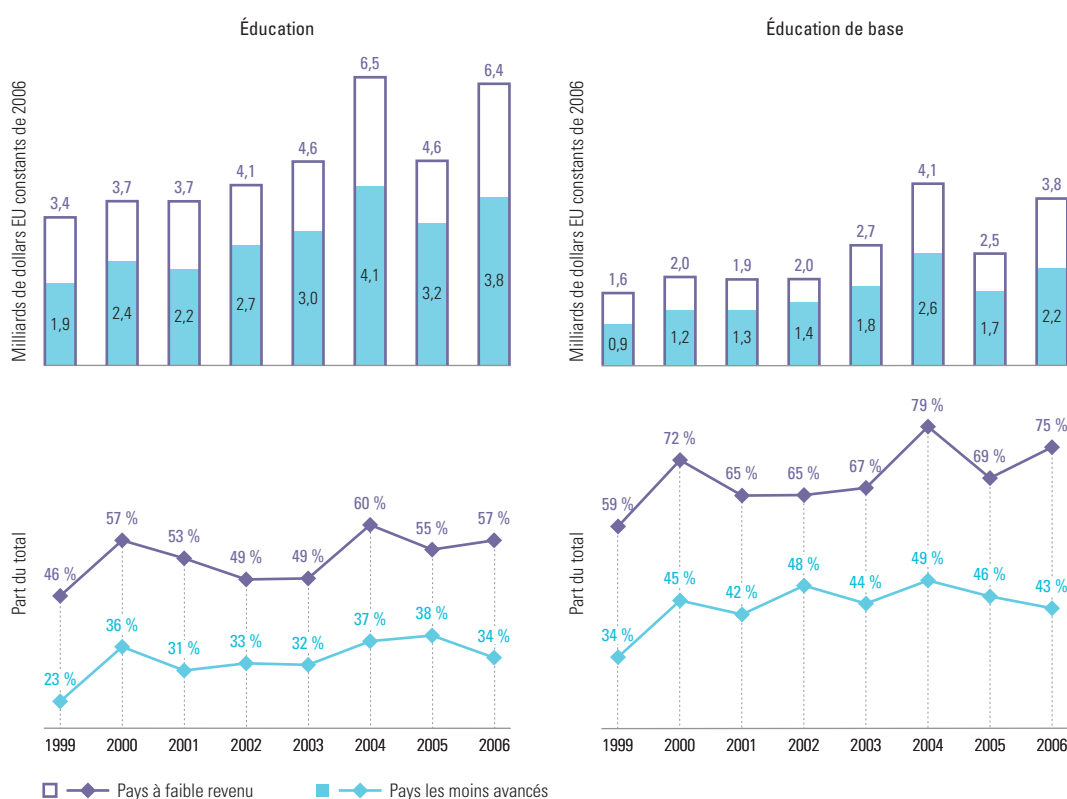 Éducation
Milliards de dollars EU constants de 2006
3,4 3,7 3,7 4,1 4,6 6,5 4,6 6,4
1,9 2,4 2,2 2,7 3,0 4,1 3,2 3,8
Part du total
46 % 57 % 53 % 49 % 49 % 60 % 55 % 57 %
23 % 36 % 31 % 33 % 32 % 37 % 38 % 34 %
1999 2000 2001 2002 2003 2004 2005 2006
Éducation de base
Milliards de dollars EU constants de 2006
1,6 2,0 1,9 2,0 2,7 4,1 2,5 3,8
0,9 1,2 1,3 1,4 1,8 2,6 1,7 2,2
Part du total
59 % 72 % 65 % 65 % 67 % 79 % 69 % 75 %
34 % 45 % 42 % 48 % 44 % 49 % 46 % 43 %
1999 2000 2001 2002 2003 2004 2005 2006
Pays à faible revenu Pays les moins avancés